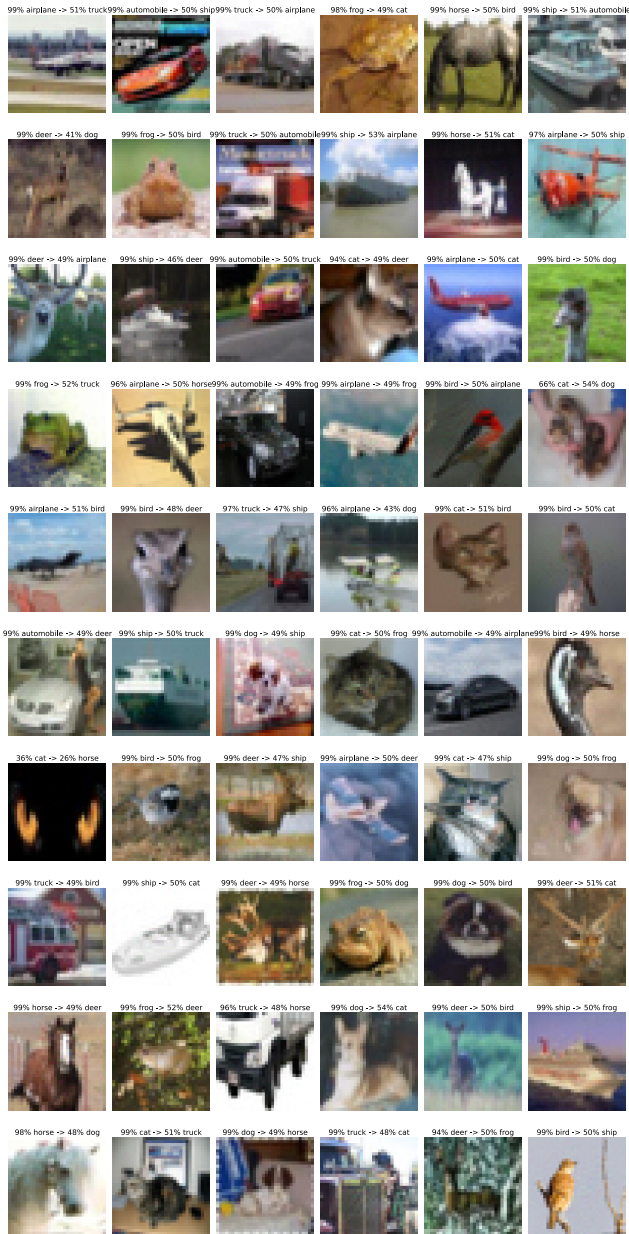 99% airplane -> 51% truck
99% automobile -> 50% ship
99% truck -> 50% airplane
98% frog -> 49% cat
99% horse -> 50% bird
99% ship -> 51% automobile
OPEN
99% deer -> 41% dog
99% frog -> 50% bird
99% truck -> 50% automobile
99% ship -> 53% airplane
99% horse -> 51% cat
97% airplane -> 50% ship
99% deer -> 49% airplane
99% ship -> 46% deer
99% automobile -> 50% truck
94% cat -> 49% deer
99% airplane -> 50% cat
99% bird -> 50% dog
99% frog -> 52% truck
96% airplane -> 50% horse
99% automobile -> 49% frog
99% airplane -> 49% frog
99% bird -> 50% airplane
66% cat -> 54% dog
99% airplane -> 51% bird
99% bird -> 48% deer
97% truck -> 47% ship
96% airplane -> 43% dog
99% cat -> 51% bird
99% bird -> 50% cat
99% automobile -> 49% deer
99% ship -> 50% truck
99% dog -> 49% ship
99% cat -> 50% frog
99% automobile -> 49% airplane
99% bird -> 49% horse
36% cat -> 26% horse
99% bird -> 50% frog
99% deer -> 47% ship
99% airplane -> 50% deer
99% cat -> 47% ship
99% dog -> 50% frog
99% truck -> 49% bird
99% ship -> 50% cat
99% deer -> 49% horse
99% frog -> 50% dog
99% dog -> 50% bird
99% deer -> 51% cat
99% horse -> 49% deer
99% frog -> 52% deer
96% truck -> 48% horse
99% dog -> 54% cat
99% deer -> 50% bird
99% ship -> 50% frog
98% horse -> 48% dog
99% cat -> 51% truck
99% dog -> 49% horse
99% truck -> 48% cat
94% deer -> 50% frog
99% bird -> 50% ship